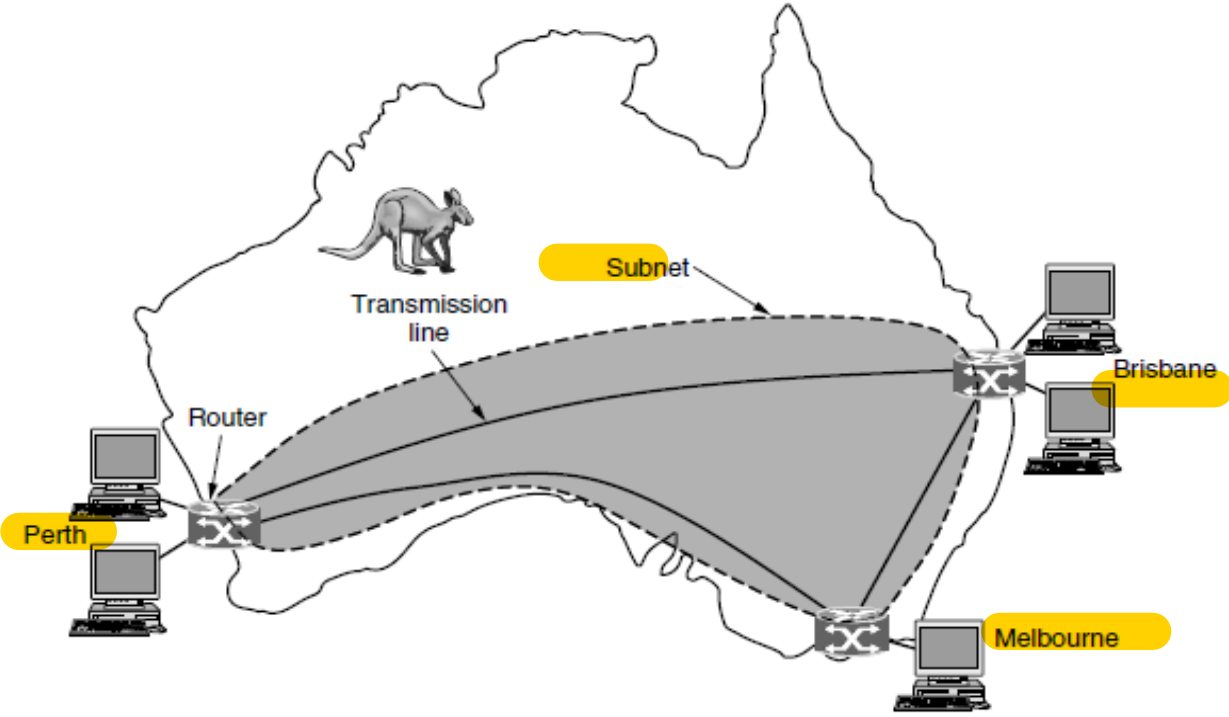 Subnet
Transmission
line
Brisbane
Router
Perth
Melbourne